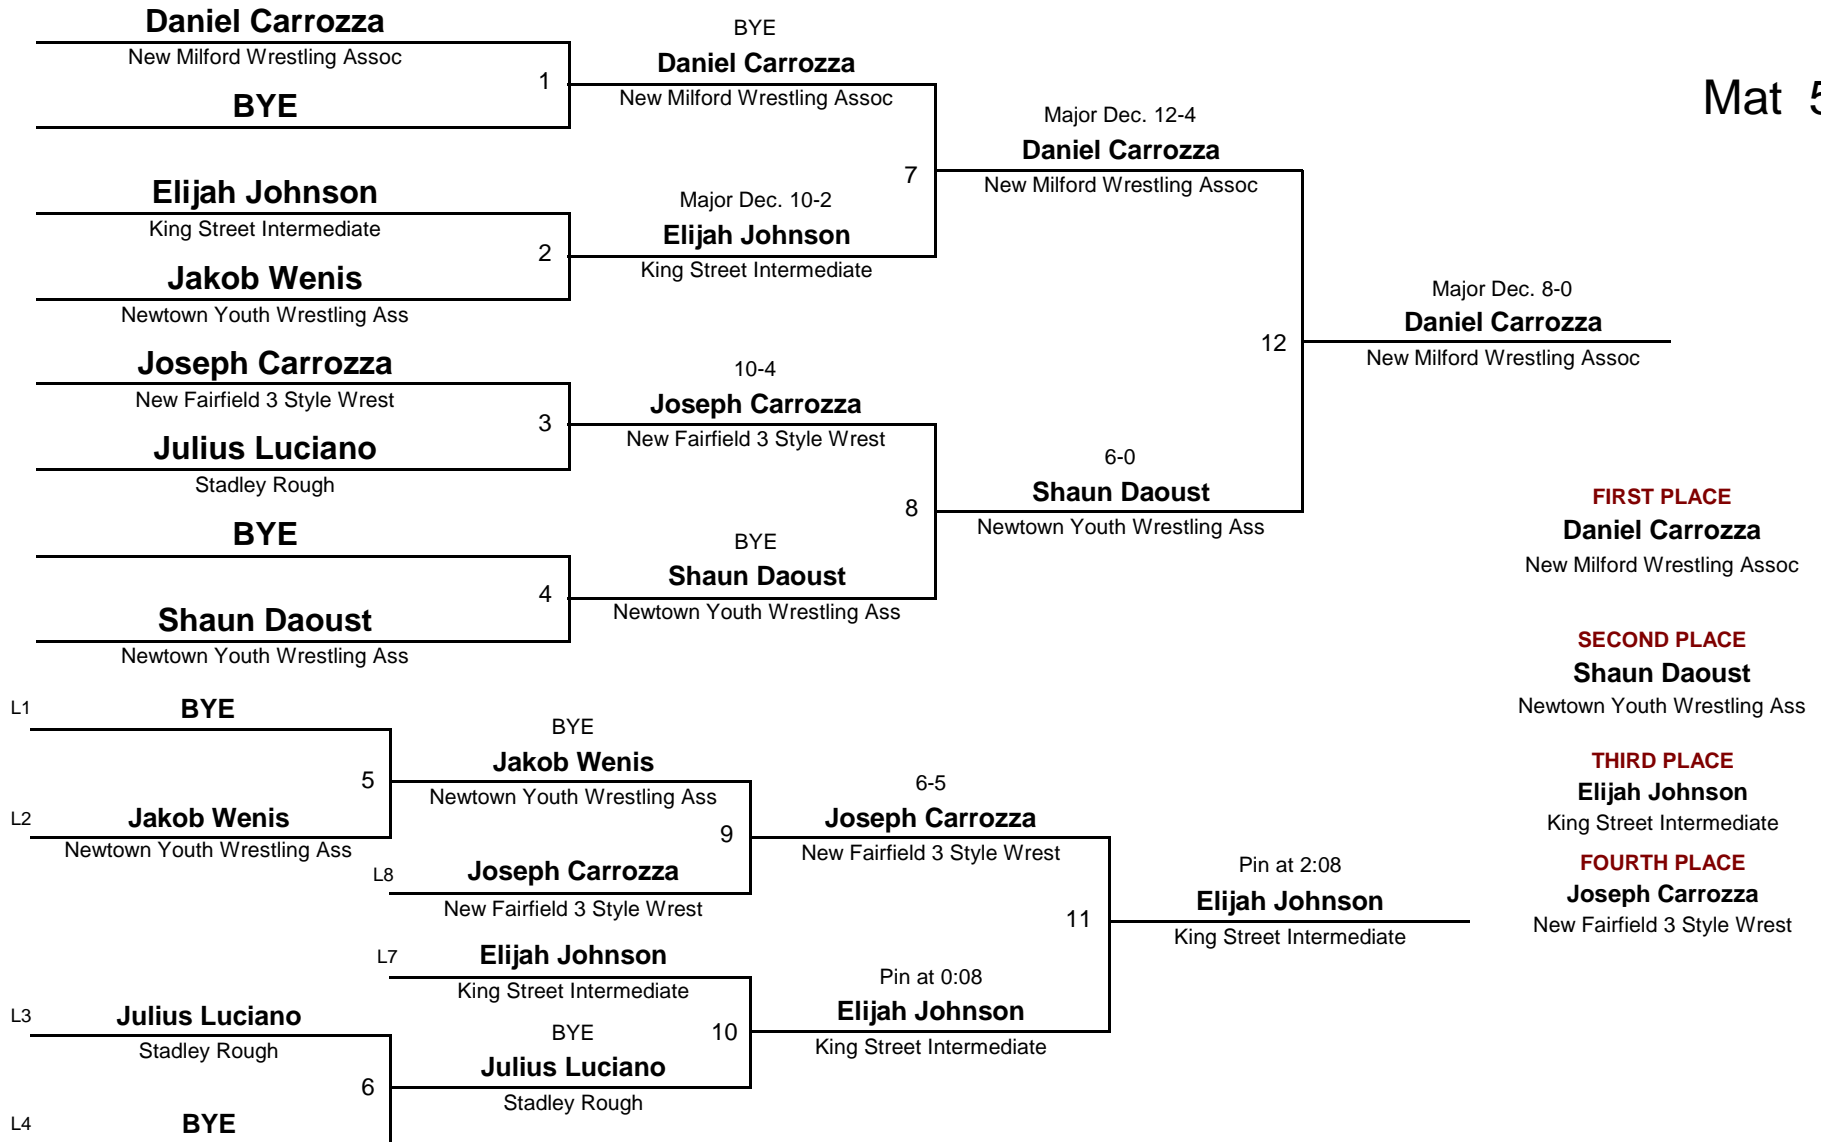 Daniel Carrozza
New Milford Wrestling Assoc
1
BYE
BYE
Daniel Carrozza
New Milford Wrestling Assoc
Mat 5
Elijah Johnson
King Street Intermediate
2
Jakob Wenis
Newtown Youth Wrestling Ass
Major Dec. 10-2
Elijah Johnson
King Street Intermediate
7
Major Dec. 12-4
Daniel Carrozza
New Milford Wrestling Assoc
Joseph Carrozza
New Fairfield 3 Style Wrest
3
Julius Luciano
Stadley Rough
10-4
Joseph Carrozza
New Fairfield 3 Style Wrest
BYE
4
Shaun Daoust
Newtown Youth Wrestling Ass
BYE
Shaun Daoust
Newtown Youth Wrestling Ass
8
6-0
Shaun Daoust
Newtown Youth Wrestling Ass
12
Major Dec. 8-0
Daniel Carrozza
New Milford Wrestling Assoc
FIRST PLACE
Daniel Carrozza
New Milford Wrestling Assoc
SECOND PLACE
Shaun Daoust
Newtown Youth Wrestling Ass
THIRD PLACE
Elijah Johnson
King Street Intermediate
FOURTH PLACE
Joseph Carrozza
New Fairfield 3 Style Wrest
L1
BYE
5
L2
Jakob Wenis
Newtown Youth Wrestling Ass
BYE
Jakob Wenis
Newtown Youth Wrestling Ass
9
L8
Joseph Carrozza
New Fairfield 3 Style Wrest
6-5
Joseph Carrozza
New Fairfield 3 Style Wrest
L7
Elijah Johnson
King Street Intermediate
10
L3
Julius Luciano
Stadley Rough
6
L4
BYE
BYE
Julius Luciano
Stadley Rough
Pin at 0:08
Elijah Johnson
King Street Intermediate
11
Pin at 2:08
Elijah Johnson
King Street Intermediate